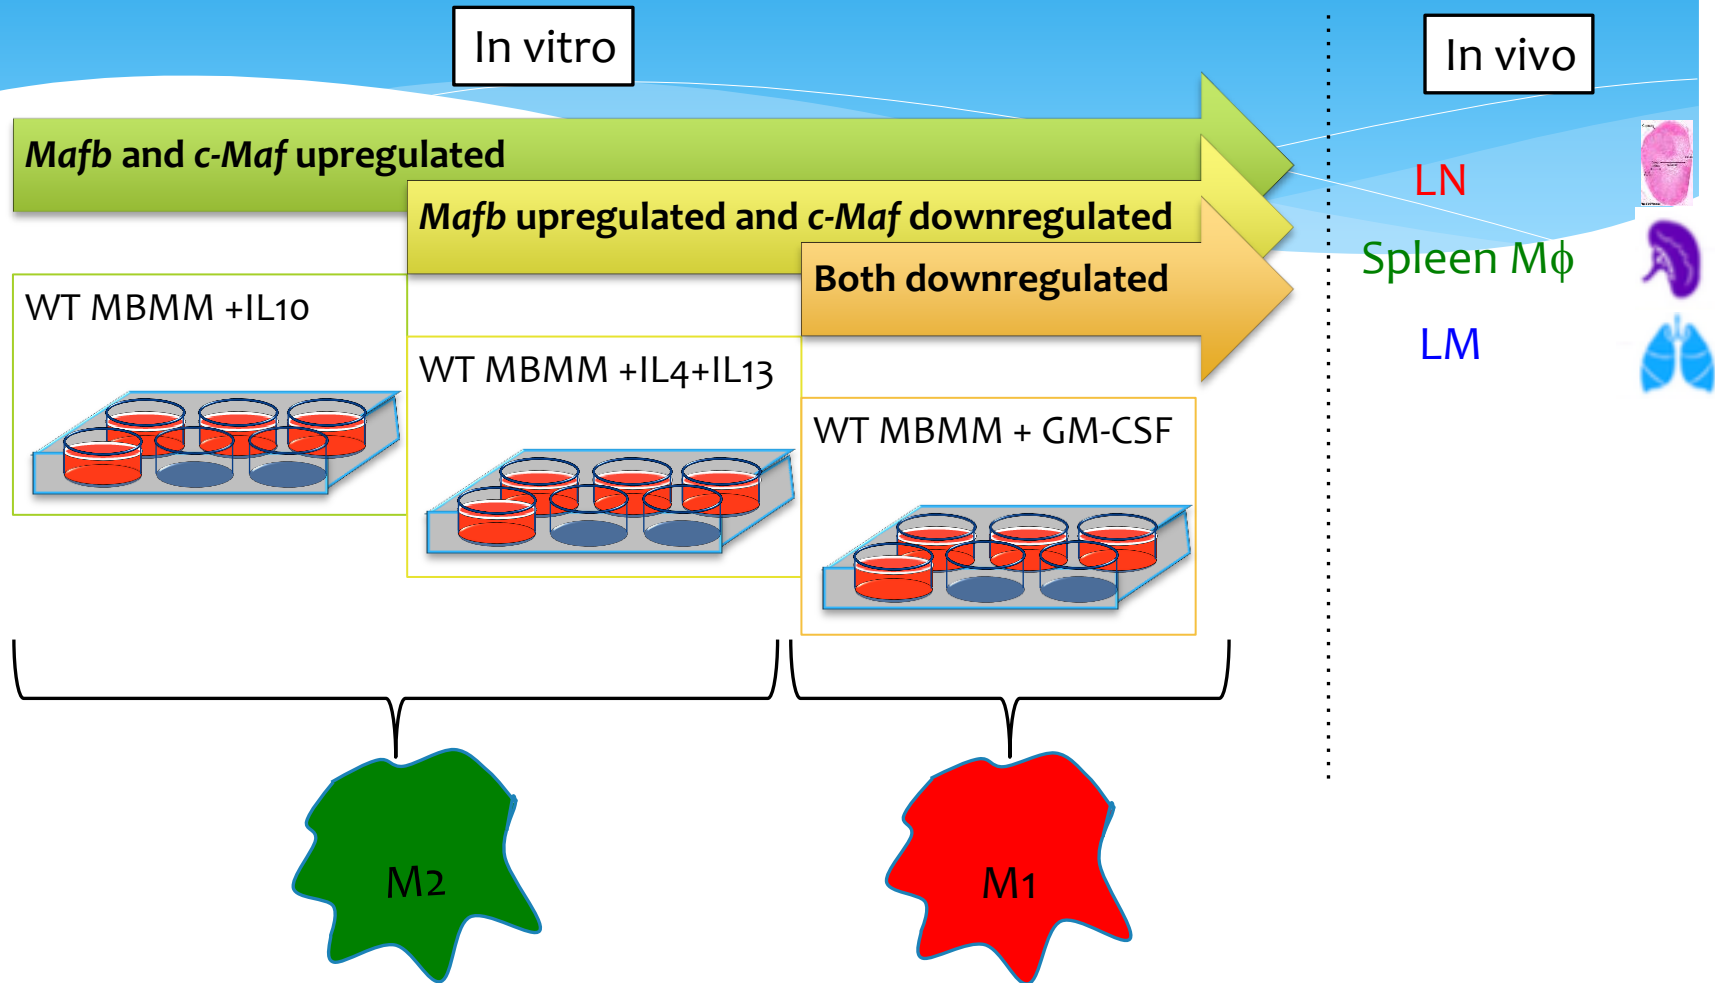 In vitro
In vivo
Mafb and c-Maf upregulated
Mafb upregulated and c-Maf downregulated
Both downregulated
WT MBMM +IL10
WT MBMM +IL4+IL13
WT MBMM + GM-CSF
M2
M1
LN
Spleen Mϕ
LM